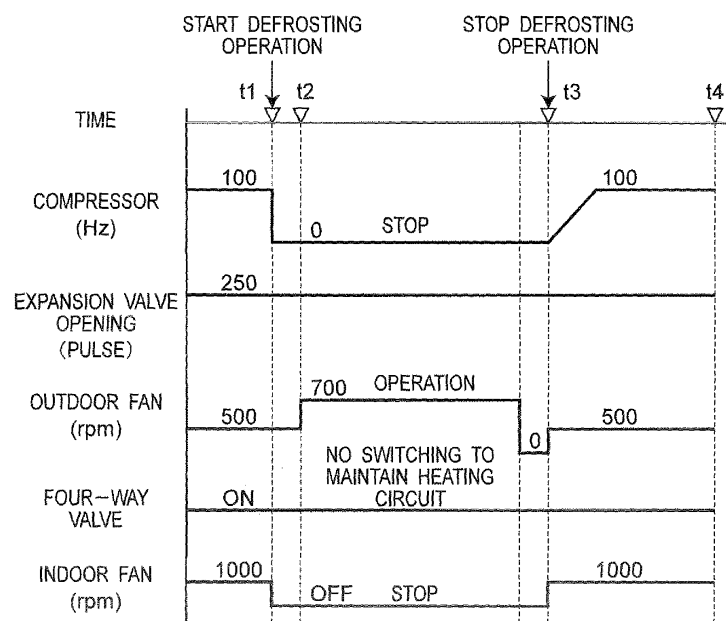 START DEFROSTING
OPERATION
STOP DEFROSTING
OPERATION
t1
t2
t3
t4
TIME
COMPRESSOR
(Hz)
100
0
STOP
100
EXPANSION VALVE
OPENING
(PULSE)
250
OUTDOOR FAN
(rpm)
500
700
OPERATION
0
500
NO SWITCHING TO
MAINTAIN HEATING
CIRCUIT
FOUR-WAY
VALVE
ON
INDOOR FAN
(rpm)
1000
OFF
STOP
1000